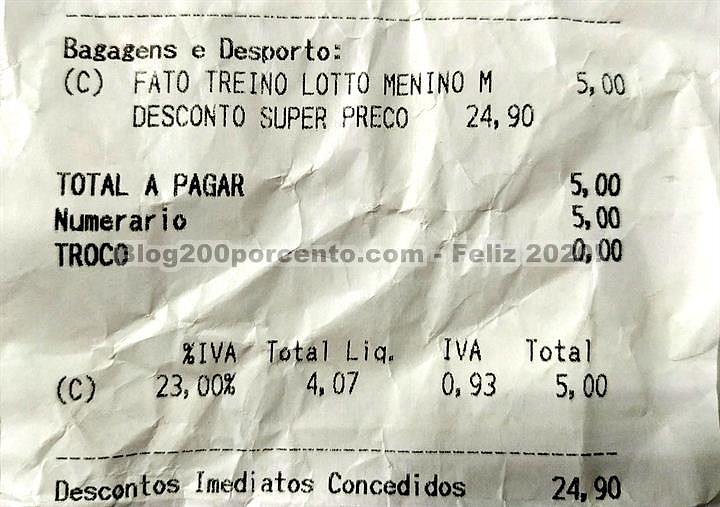 Bagagens e Desporto:
(C) FATO TREINO LOTTO MENINO M 5,00
DESCONTO SUPER PRECO 24,90
TOTAL A PAGAR 5,00
Numerario 5,00
TROCO 0,00
Blog200porcento.com - Feliz 2020!
%IVA Total Liq. IVA Total
(C) 23,00% 4,07 0,93 5,00
Descontos Imediatos Concedidos 24,90